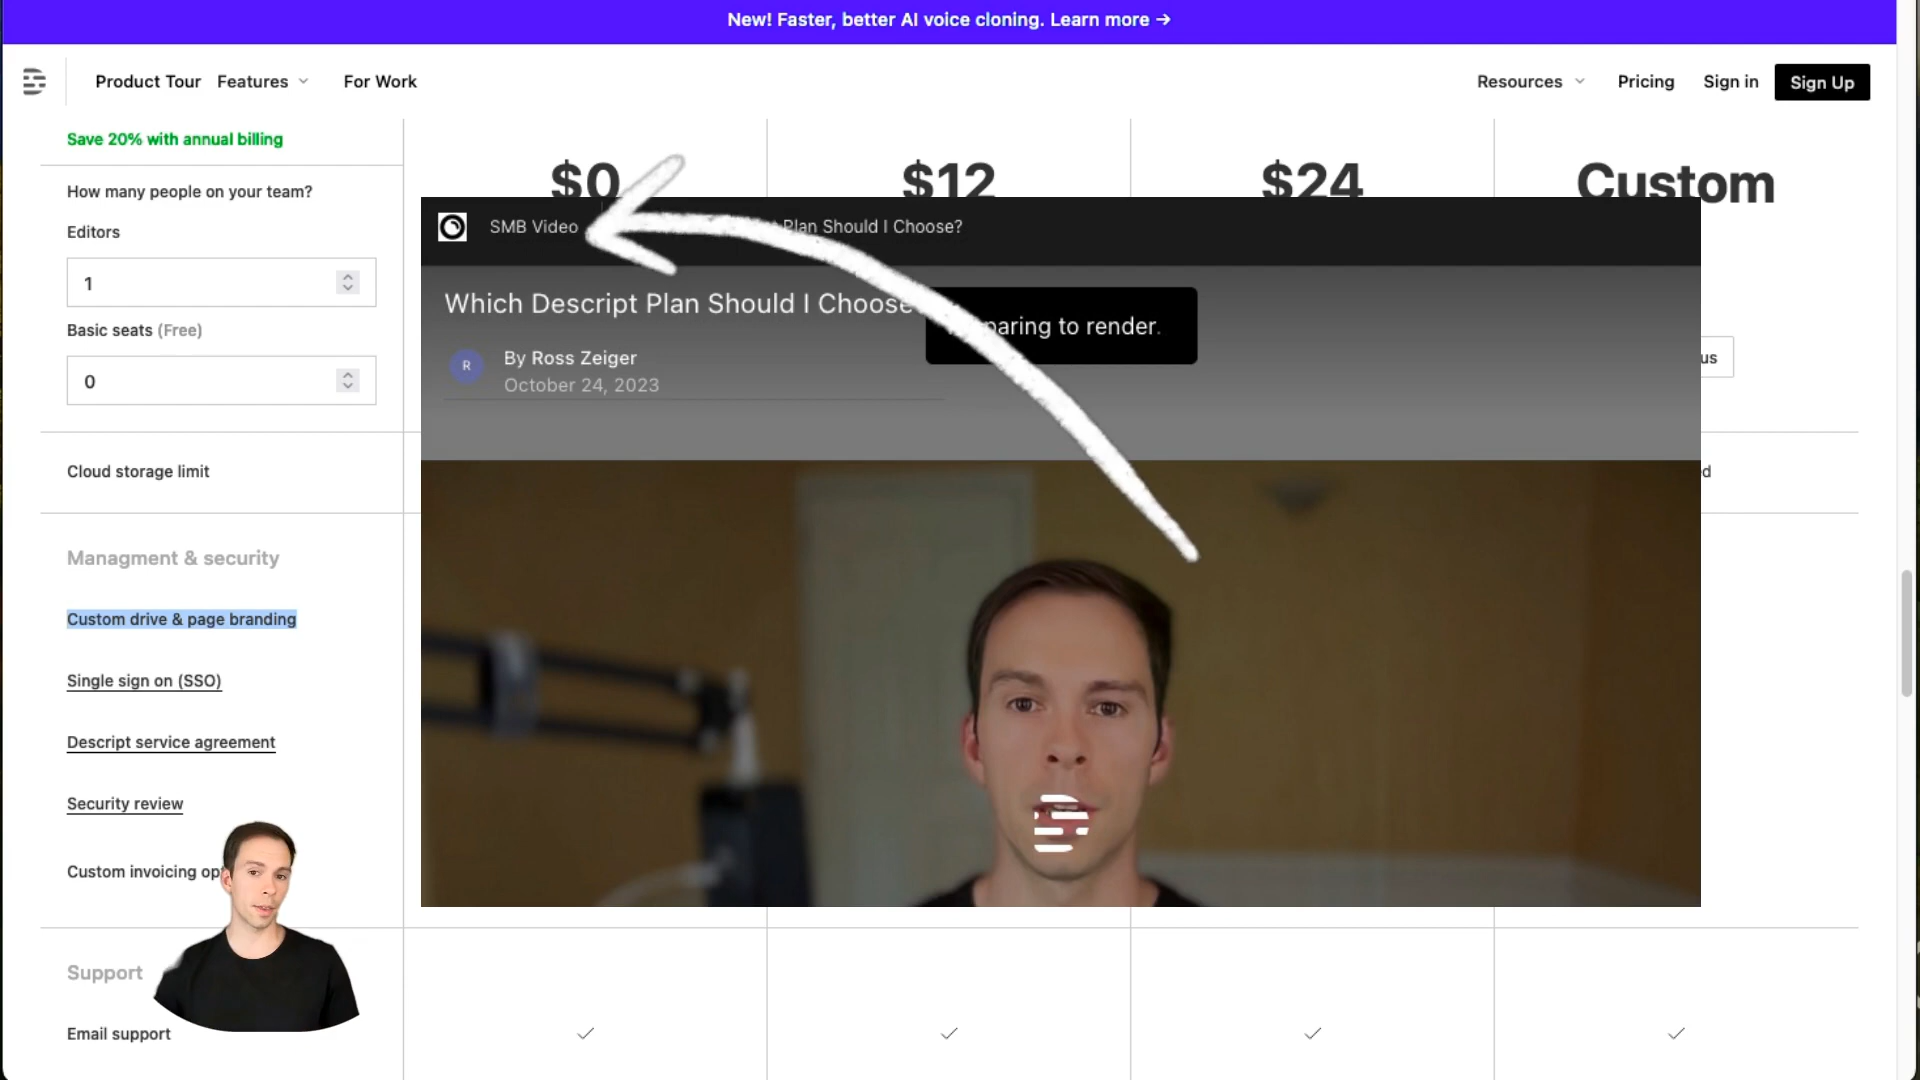 New! Faster, better AI voice cloning. Learn more →
Product Tour
Features
For Work
Resources
Pricing
Sign in
Sign Up
Save 20% with annual billing
$0
$12
$24
Custom
How many people on your team?
Editors
1
Basic seats (Free)
0
SMB Video
Plan Should I Choose?
Which Descript Plan Should I Choose
R
By Ross Zeiger
October 24, 2023
to render.
Cloud storage limit
Managment & security
Custom drive & page branding
Single sign on (SSO)
Descript service agreement
Security review
Custom invoicing
Support
Email support